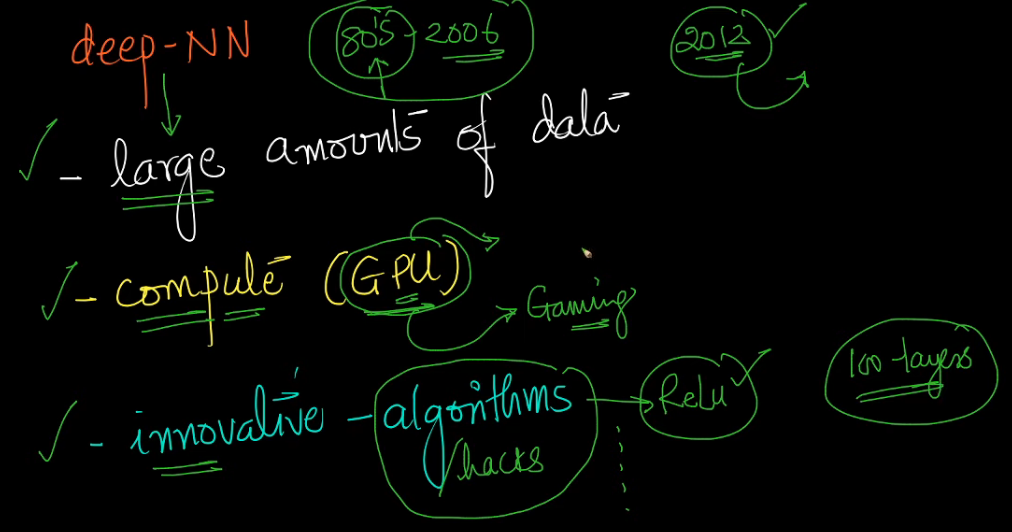 deep-NN 80's - 2006 2012
- large amounts of data
- compute (GPU)
Gaming
- innovative - algorithms ReLu 100 layers
/hacks